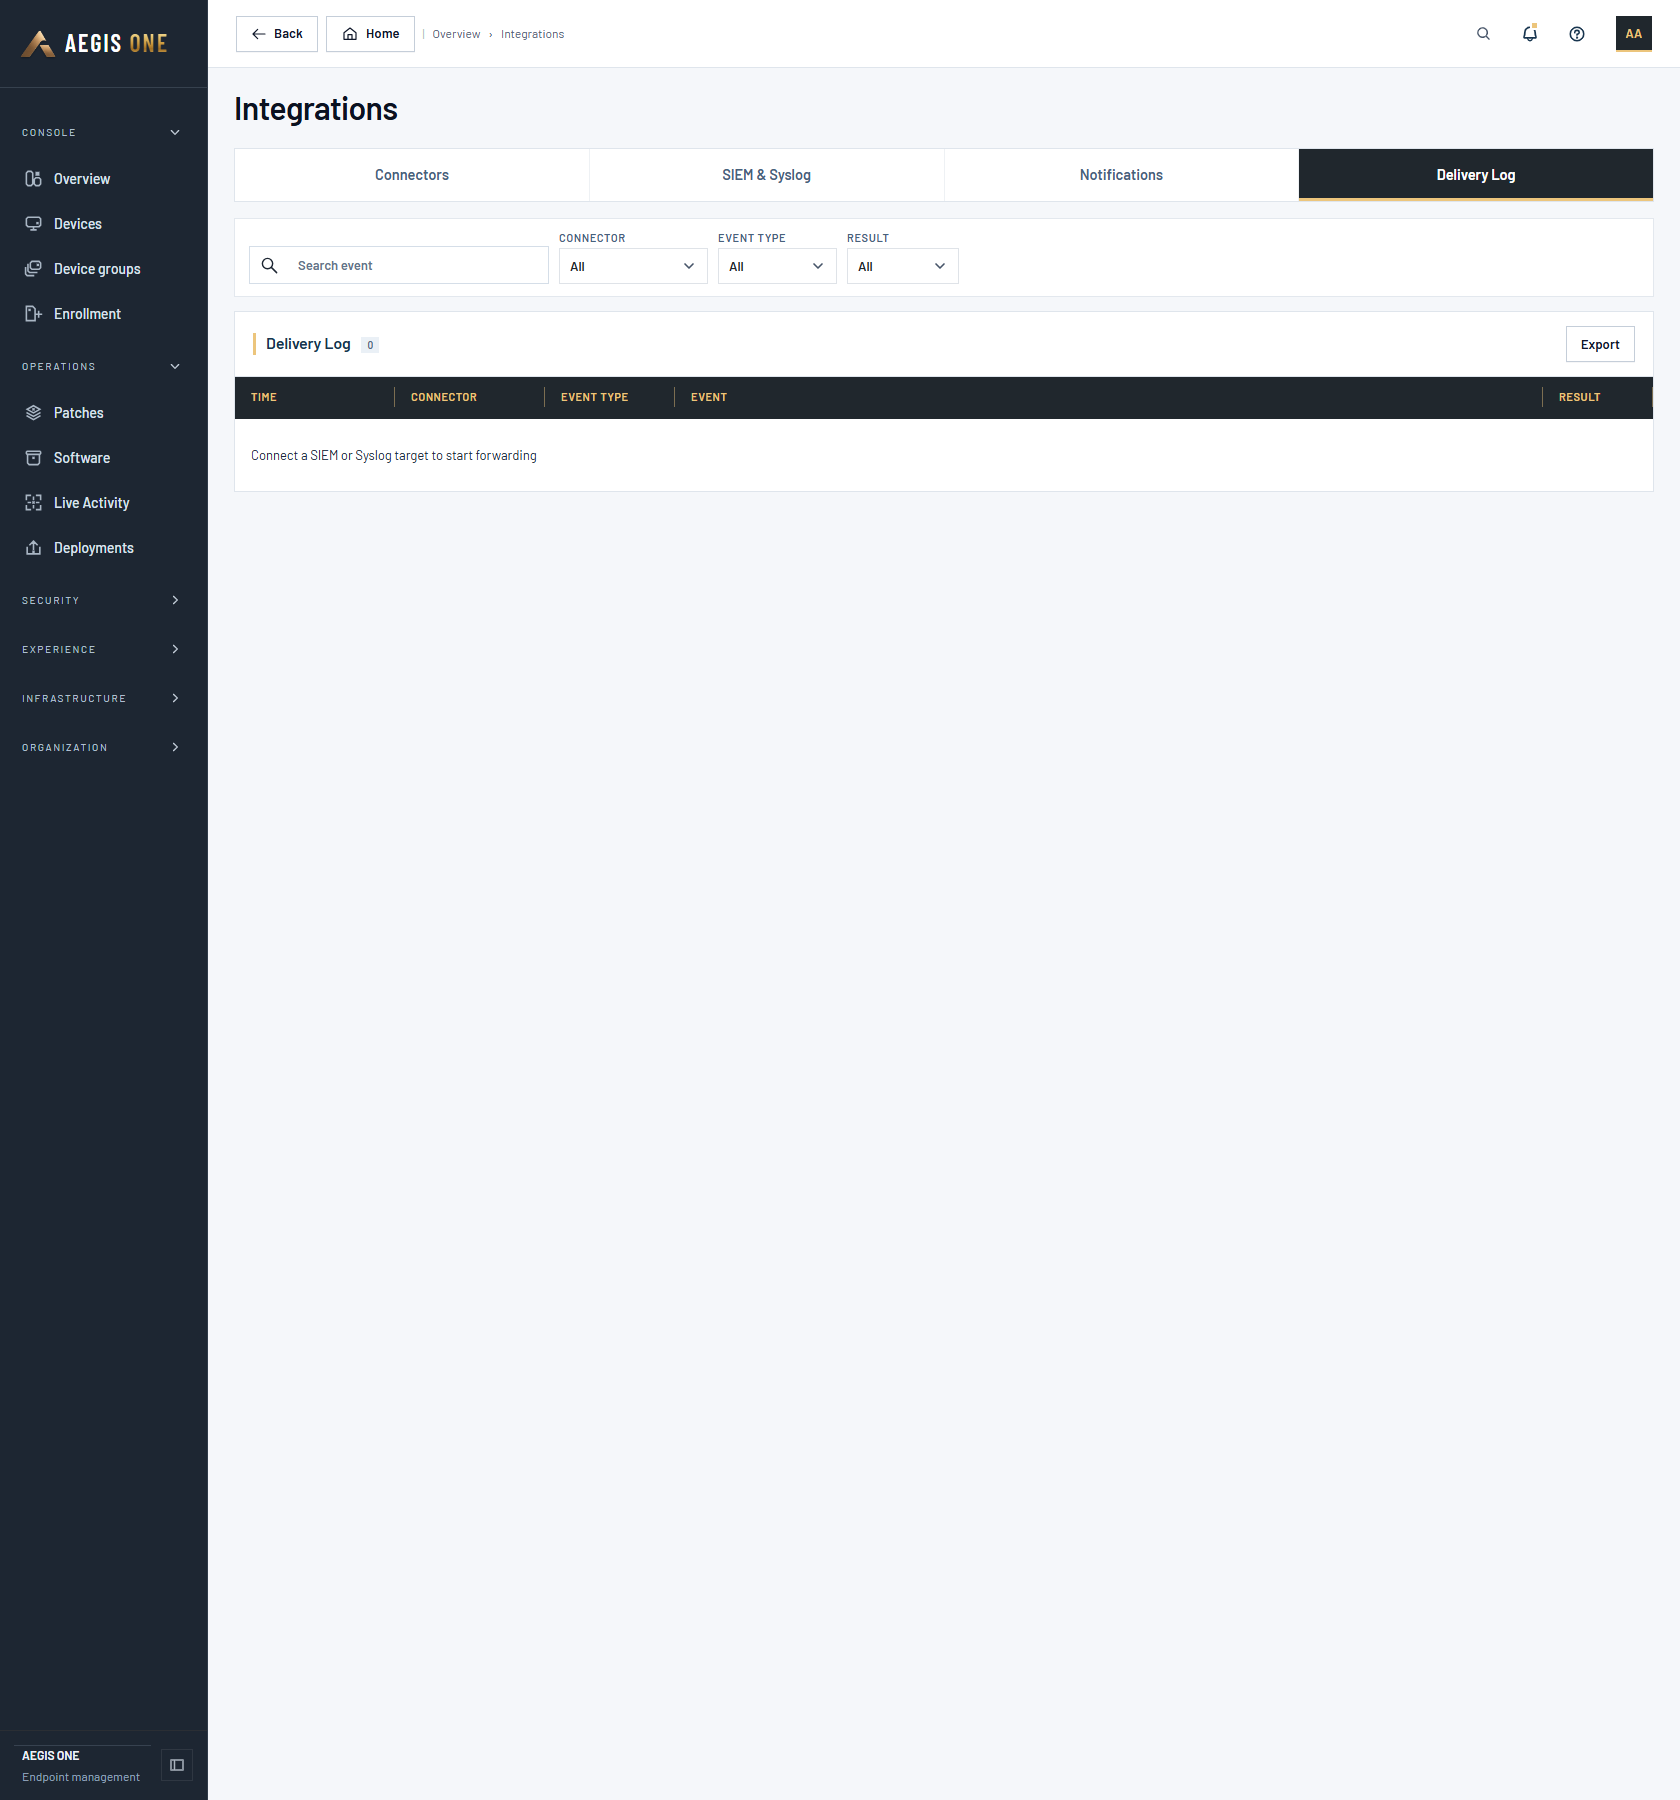 AEGIS ONE
Back
Home
Overview › Integrations
AA
CONSOLE
Overview
Devices
Device groups
Enrollment
OPERATIONS
Patches
Software
Live Activity
Deployments
SECURITY
EXPERIENCE
INFRASTRUCTURE
ORGANIZATION
AEGIS ONE
Endpoint management
Integrations
Connectors
SIEM & Syslog
Notifications
Delivery Log
Search event
CONNECTOR
All
EVENT TYPE
All
RESULT
All
Delivery Log 0
Export
TIME CONNECTOR EVENT TYPE EVENT RESULT
Connect a SIEM or Syslog target to start forwarding